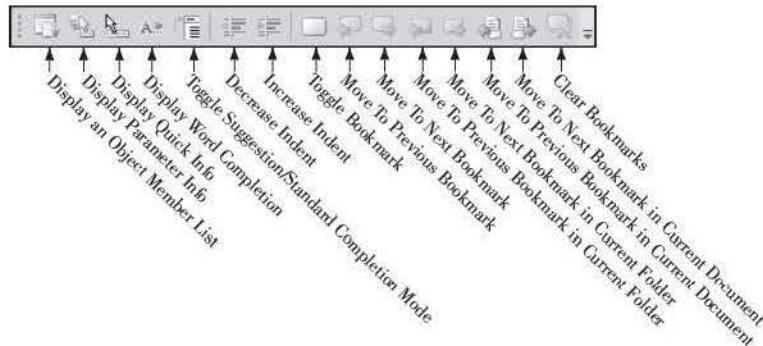 A
Display an Object Member List
Display Parameter Info
Display Quick Info
Display Word Completion
Toggle Suggestion/Standard Completion Mode
Decrease Indent
Increase Indent
Toggle Bookmark
Move To Previous Bookmark
Move To Next Bookmark
Move To Previous Bookmark in Current Folder
Move To Next Bookmark in Current Folder
Move To Previous Bookmark in Current Document
Move To Next Bookmark in Current Document
Clear Bookmarks